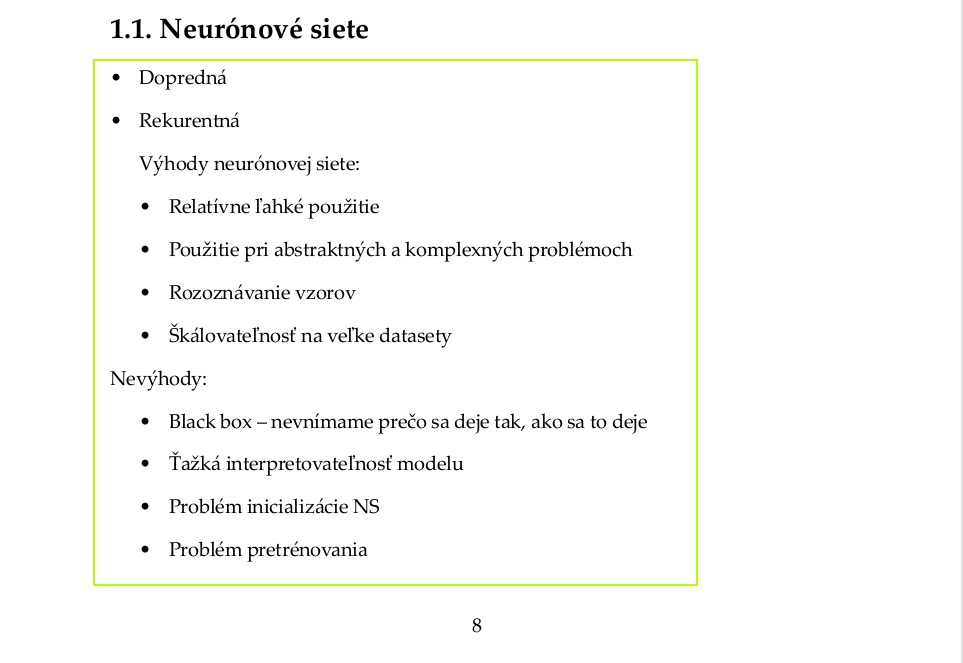 1.1. Neurónové siete
• Dopredná
• Rekurentná
Výhody neurónovej siete:
• Relatívne ľahké použitie
• Použitie pri abstraktných a komplexných problémoch
• Rozoznávanie vzorov
• Škálovateľnosť na veľke datasety
Nevýhody:
• Black box – nevnímame prečo sa deje tak, ako sa to deje
• Ťažká interpretovateľnosť modelu
• Problém inicializácie NS
• Problém pretrénovania
8